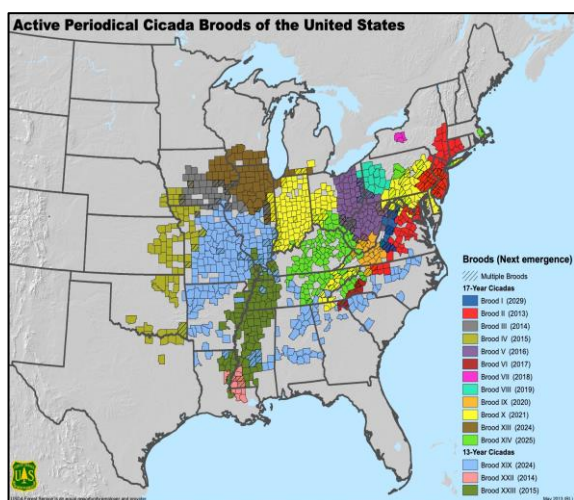 Active Periodical Cicada Broods of the United States
Broods (Next emergence)
Multiple Broods
17-Year Cicadas
Brood I (2029)
Brood II (2013)
Brood III (2014)
Brood IV (2015)
Brood V (2016)
Brood VI (2017)
Brood VII (2018)
Brood VIII (2019)
Brood IX (2020)
Brood X (2021)
Brood XIII (2024)
Brood XIV (2025)
13-Year Cicadas
Brood XIX (2024)
Brood XXII (2014)
Brood XXIII (2015)